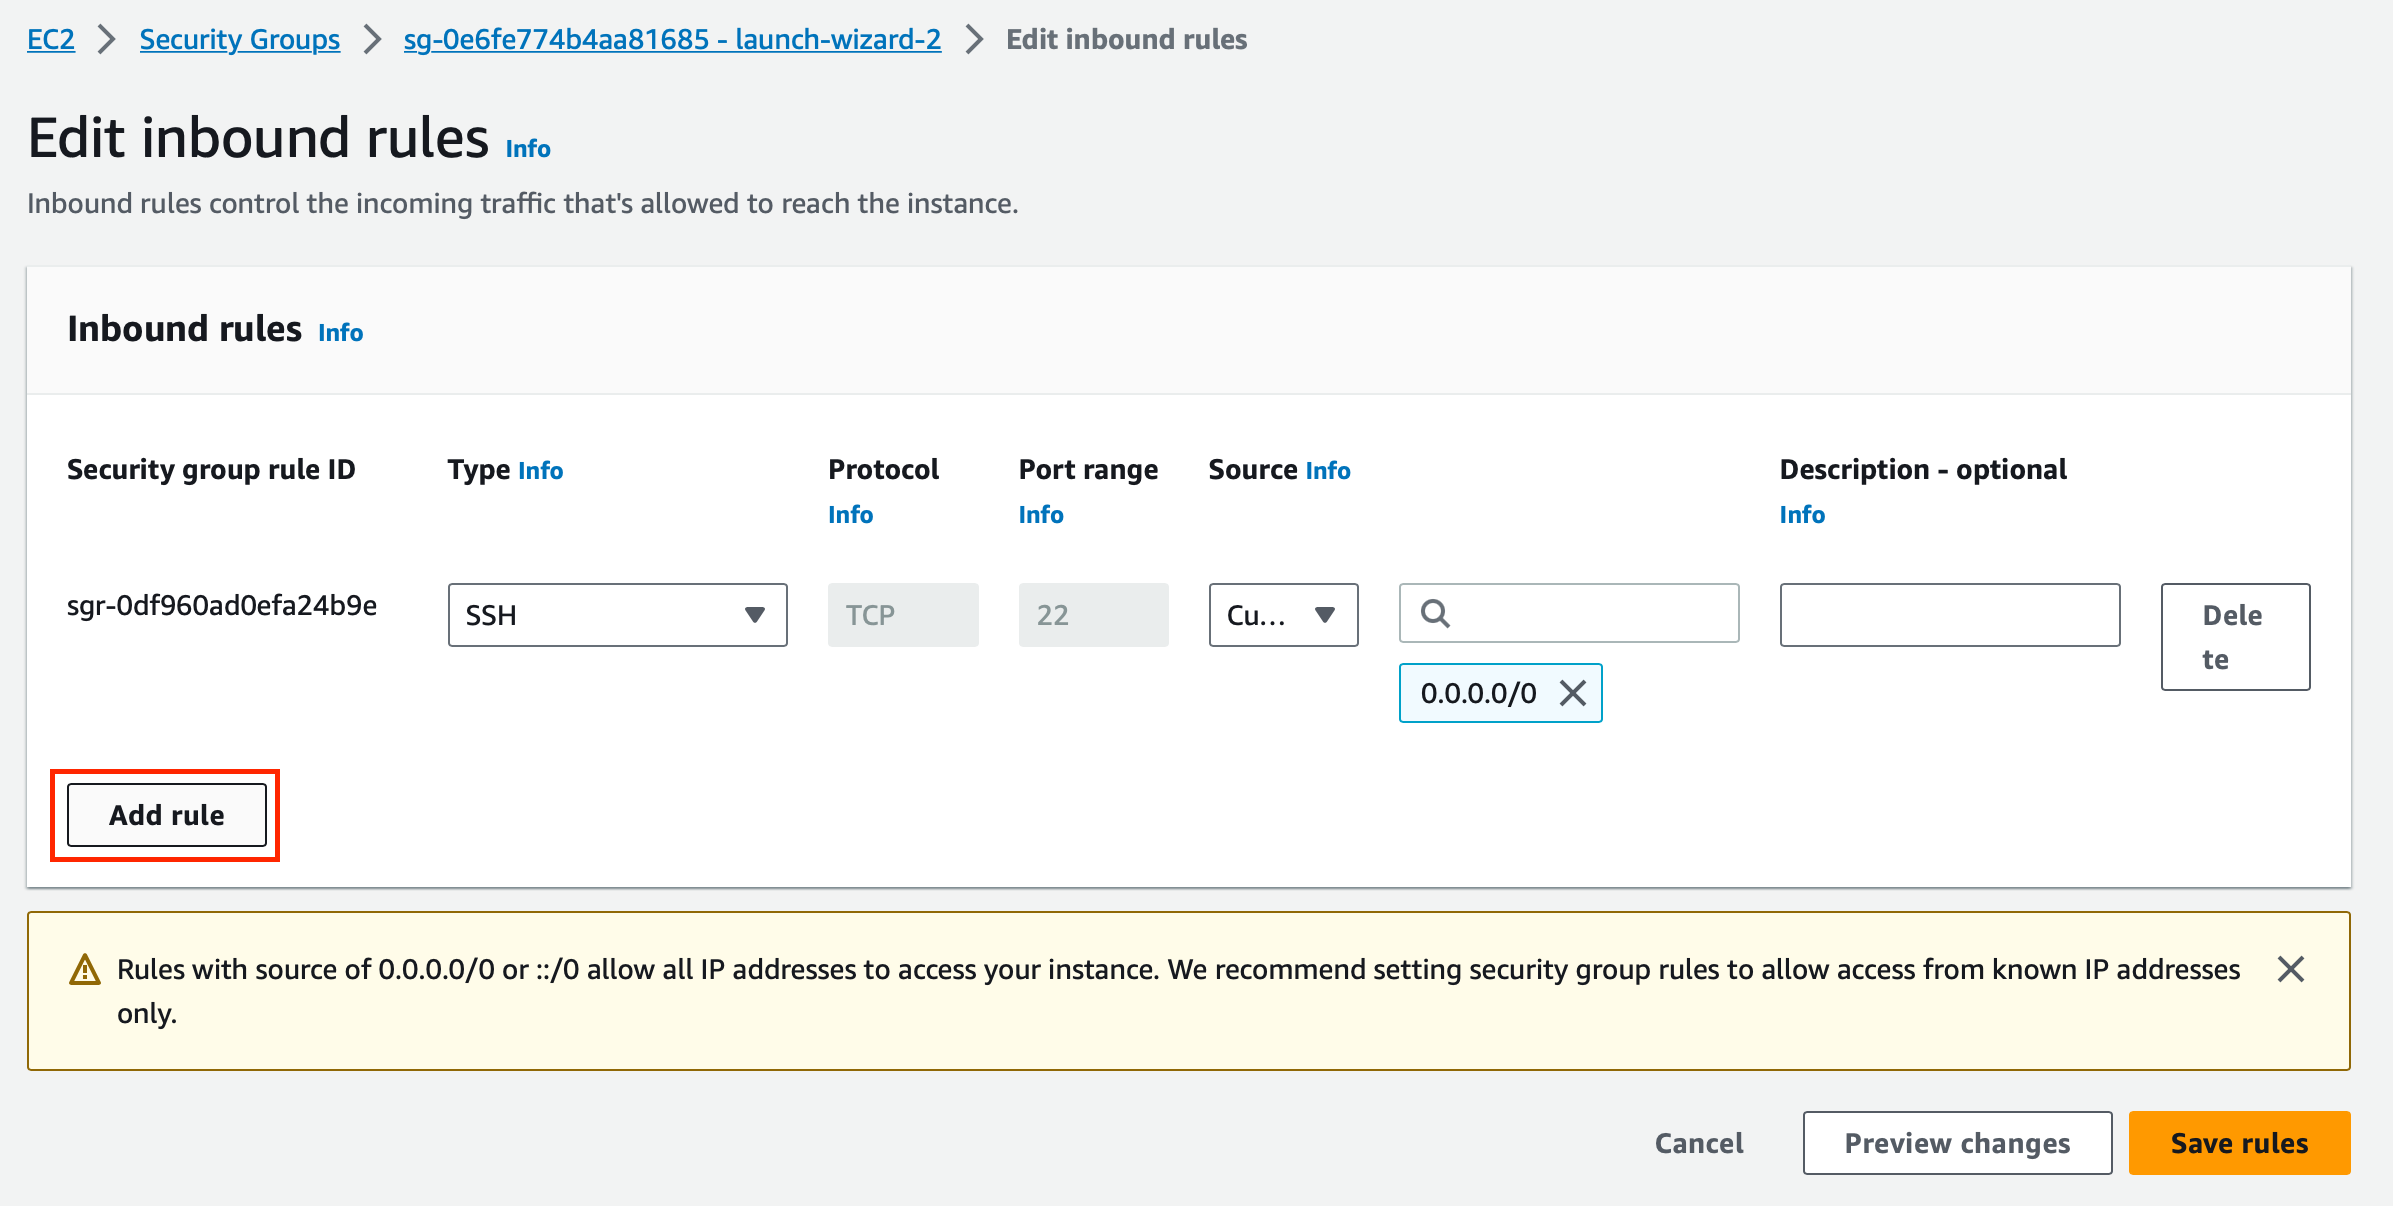 EC2 > Security Groups > sg-0e6fe774b4aa81685 - launch-wizard-2 > Edit inbound rules
Edit inbound rules Info
Inbound rules control the incoming traffic that's allowed to reach the instance.
Inbound rules Info
Security group rule ID Type Info Protocol Port range Source Info Description - optional
Info Info Info
sgr-0df960ad0efa24b9e SSH TCP 22 Cu... Dele
te
0.0.0.0/0
Add rule
Rules with source of 0.0.0.0/0 or ::/0 allow all IP addresses to access your instance. We recommend setting security group rules to allow access from known IP addresses
only.
Cancel Preview changes Save rules